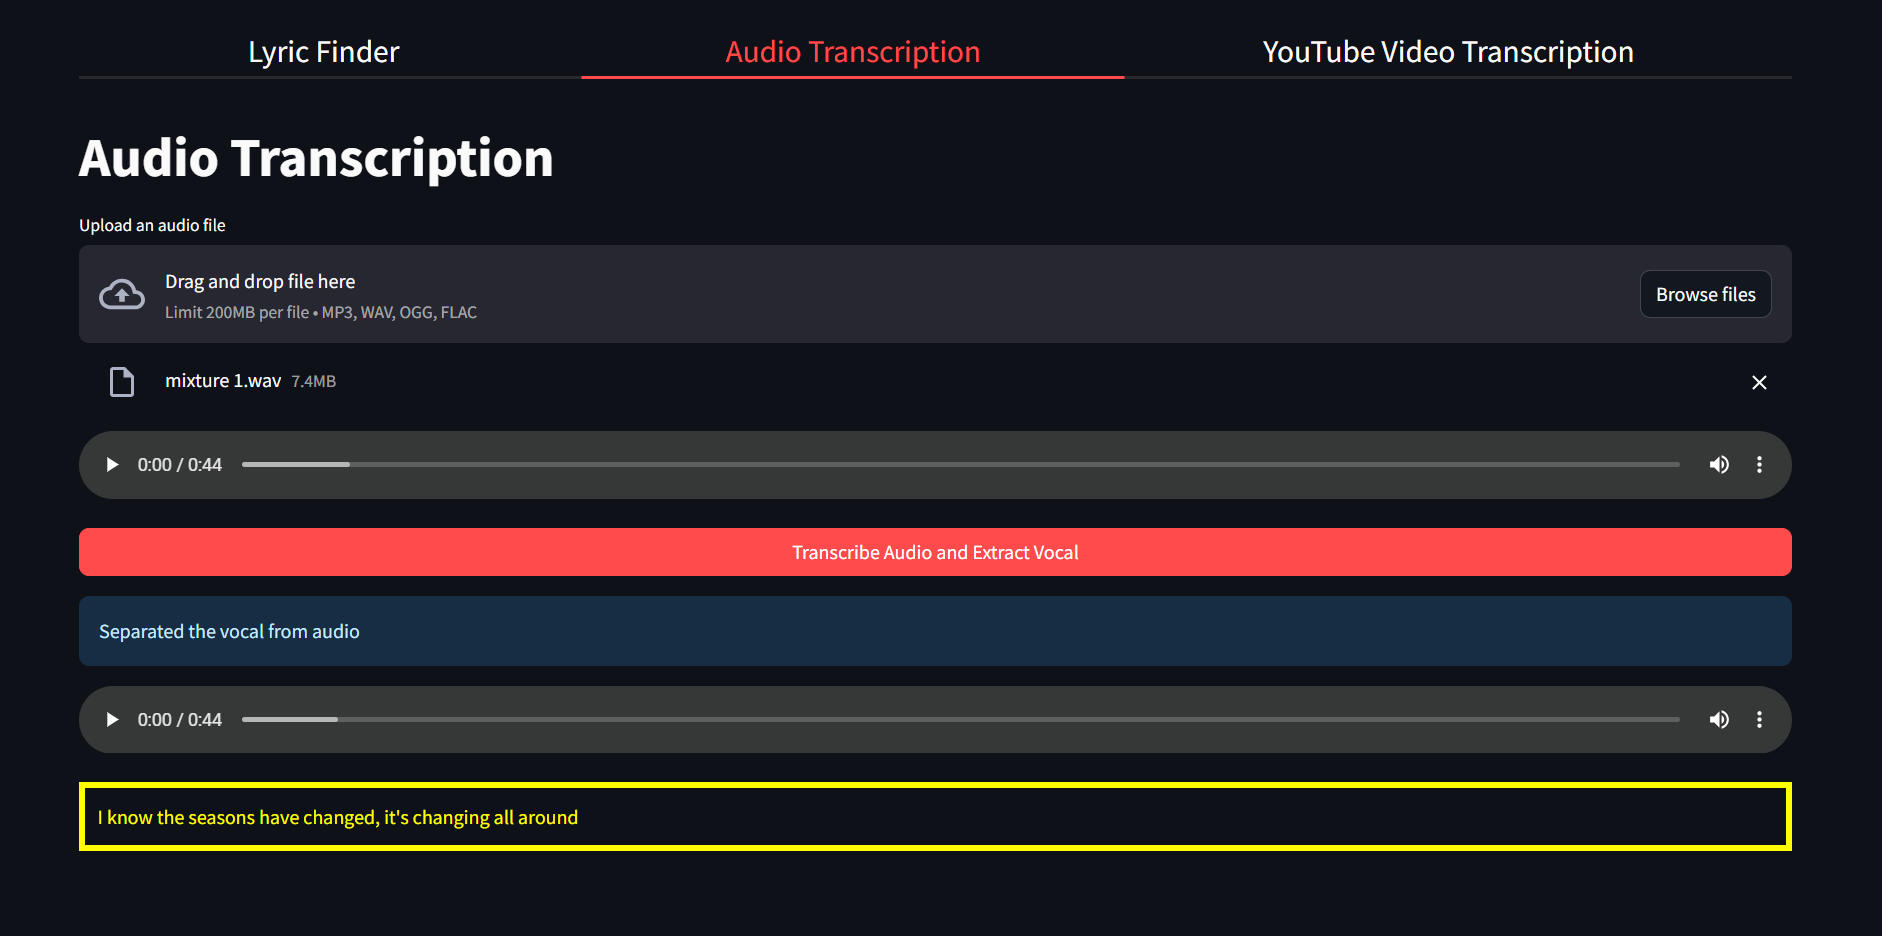 Lyric Finder
Audio Transcription
YouTube Video Transcription
Audio Transcription
Upload an audio file
Drag and drop file here
Limit 200MB per file • MP3, WAV, OGG, FLAC
Browse files
mixture 1.wav 7.4MB
0:00 / 0:44
Transcribe Audio and Extract Vocal
Separated the vocal from audio
0:00 / 0:44
I know the seasons have changed, it's changing all around